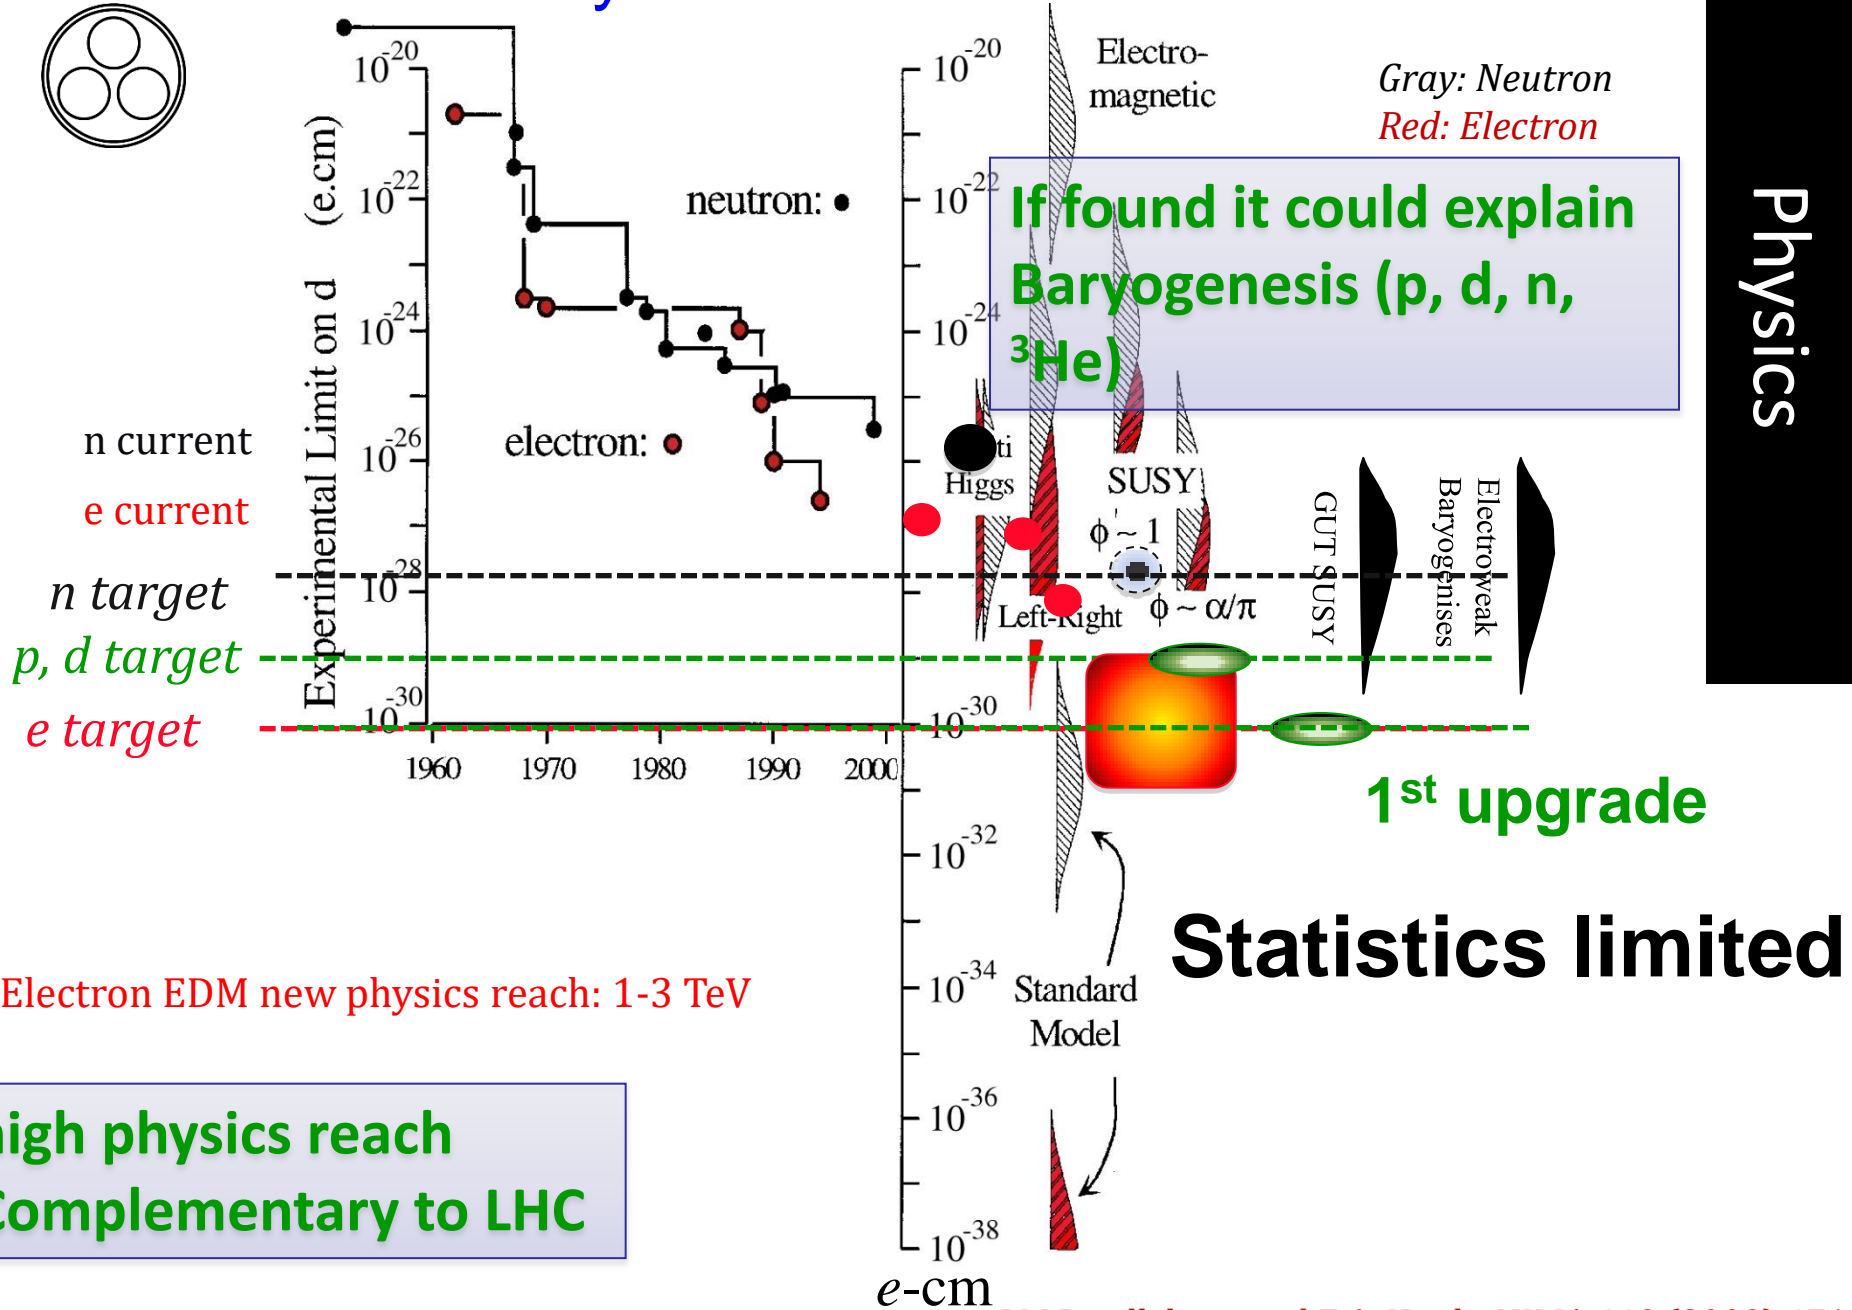 Experimental Limit on d (e.cm)
10^-20
10^-22
10^-24
10^-26
10^-28
10^-30
1960 1970 1980 1990 2000
neutron:
electron:
n current
e current
n target
p, d target
e target
10^-20
10^-22
10^-24
10^-30
10^-32
10^-34
10^-36
10^-38
e-cm
Electro-
magnetic
Gray: Neutron
Red: Electron
If found it could explain
Baryogenesis (p, d, n,
³He)
Physics
Higgs
SUSY
ϕ ~ 1
ϕ ~ α/π
Left-Right
GUT SUSY
Electroweak
Baryogenises
1st upgrade
Statistics limited
Standard
Model
Electron EDM new physics reach: 1-3 TeV
physics reach
Complementary to LHC